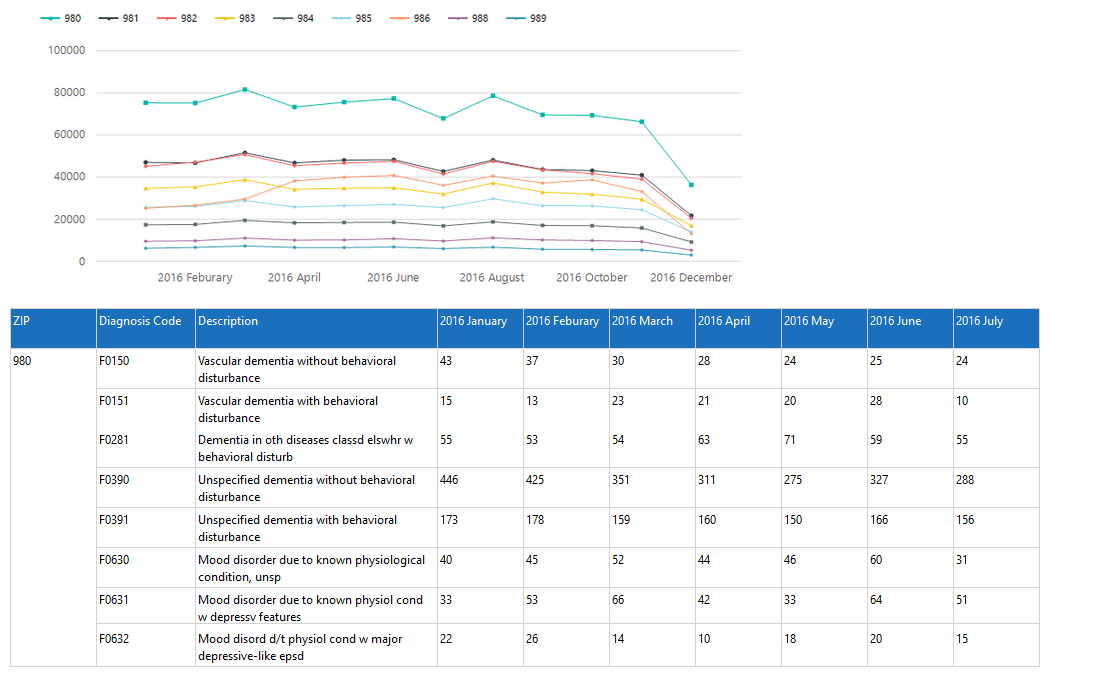 980 981 982 983 984 985 986 988 989
100000
80000
60000
40000
20000
0
2016 Feburary 2016 April 2016 June 2016 August 2016 October 2016 December
ZIP Diagnosis Code Description 2016 January 2016 Feburary 2016 March 2016 April 2016 May 2016 June 2016 July
980 F0150 Vascular dementia without behavioral 43 37 30 28 24 25 24
disturbance
F0151 Vascular dementia with behavioral 15 13 23 21 20 28 10
disturbance
F0281 Dementia in oth diseases classd elswhr w 55 53 54 63 71 59 55
behavioral disturb
F0390 Unspecified dementia without behavioral 446 425 351 311 275 327 288
disturbance
F0391 Unspecified dementia with behavioral 173 178 159 160 150 166 156
disturbance
F0630 Mood disorder due to known physiological 40 45 52 44 46 60 31
condition, unsp
F0631 Mood disorder due to known physiol cond 33 53 66 42 33 64 51
w depressv features
F0632 Mood disord d/t physiol cond w major 22 26 14 10 18 20 15
depressive-like epsd